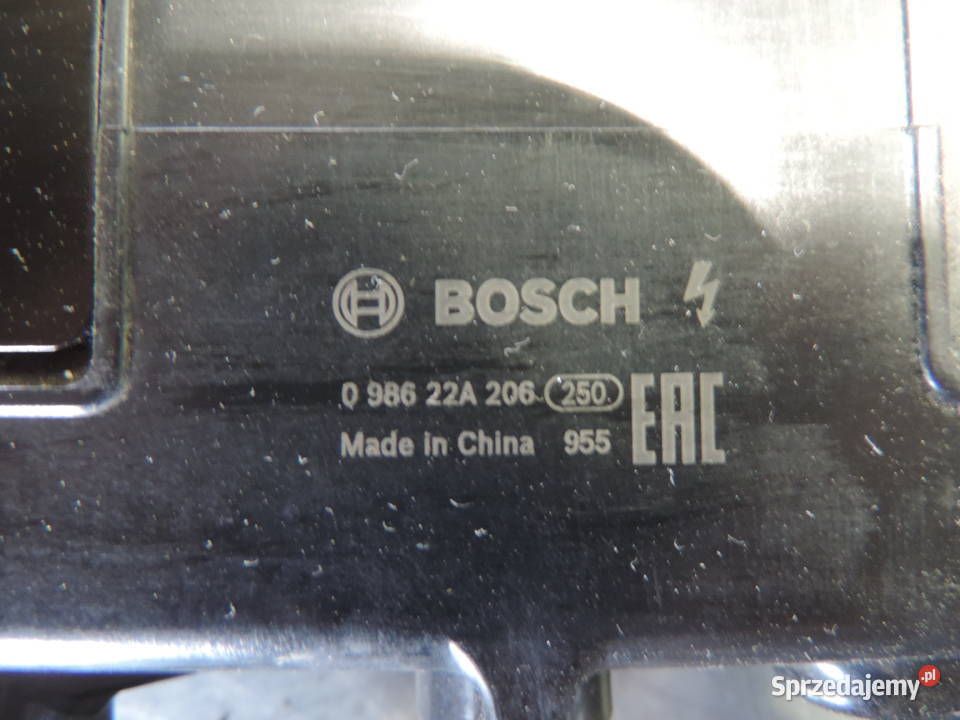 BOSCH
0 986 22A 206 250 EAC
Made in China 955
Sprzedajemy.pl